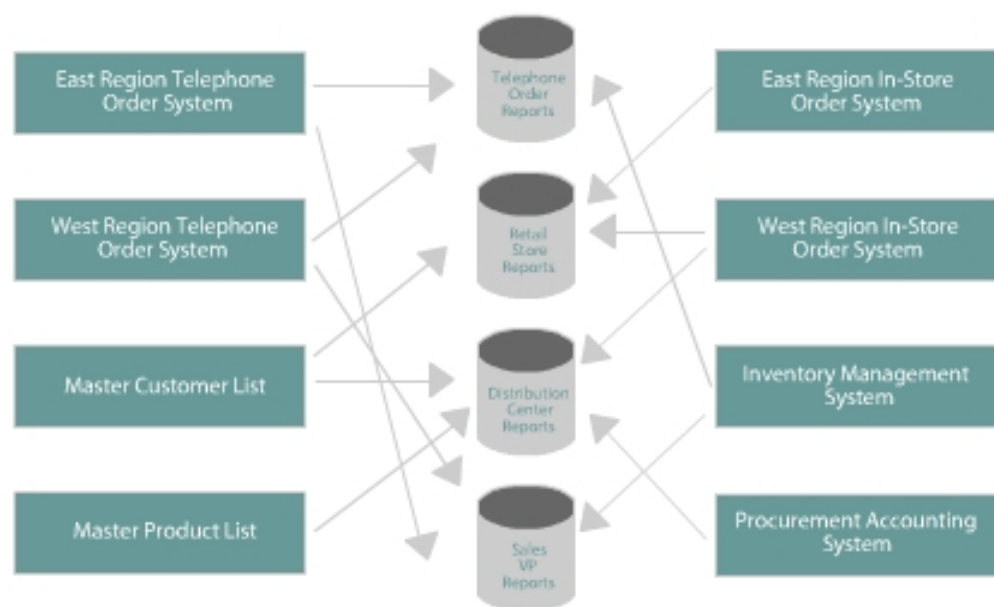 East Region Telephone
Order System
West Region Telephone
Order System
Master Customer List
Master Product List
Telephone
Order
Reports
Retail
Store
Reports
Distribution
Center
Reports
Sales
VP
Reports
East Region In-Store
Order System
West Region In-Store
Order System
Inventory Management
System
Procurement Accounting
System